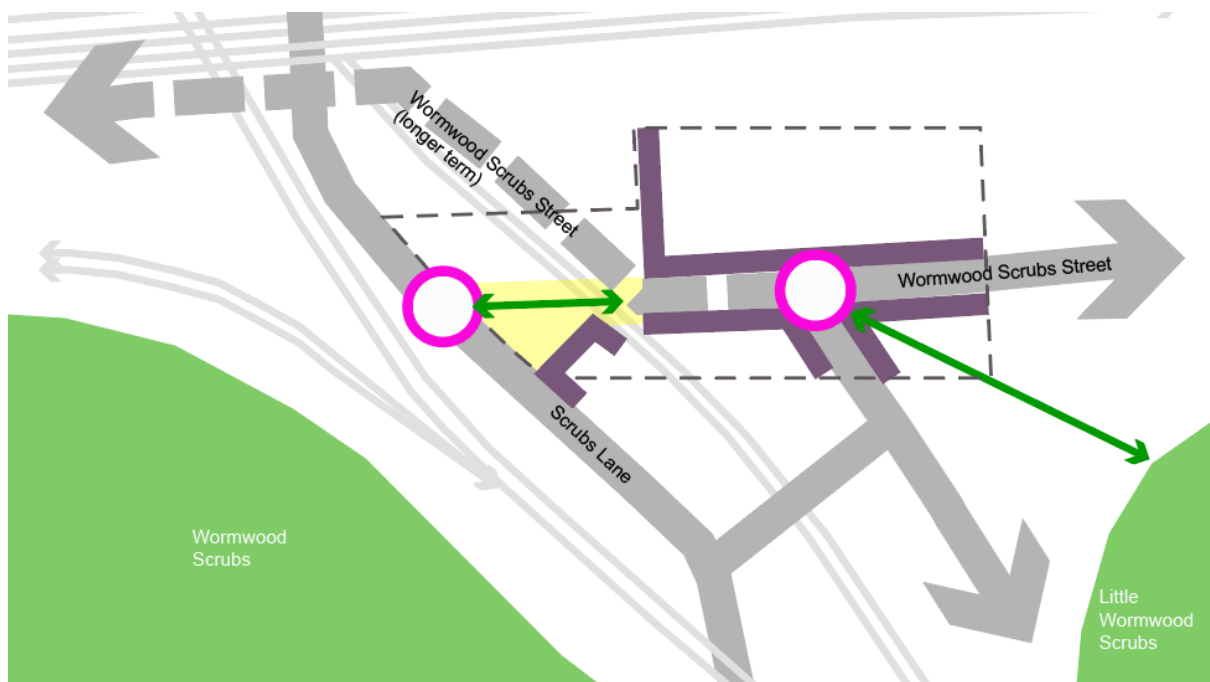 Wormwood Scrubs Street
(longer term)
Wormwood Scrubs Street
Scrubs Lane
Wormwood
Scrubs
Little
Wormwood
Scrubs